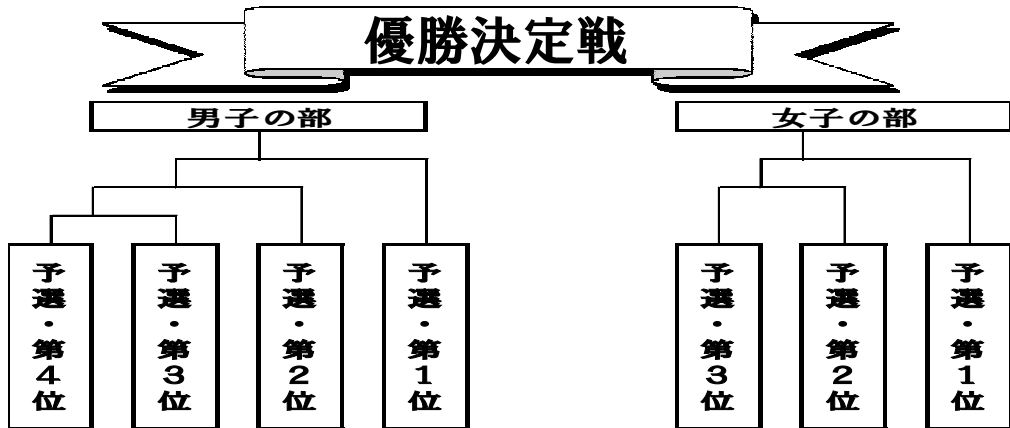 優勝決定戦
男子の部
女子の部
予選・第4位
予選・第3位
予選・第2位
予選・第1位
予選・第3位
予選・第2位
予選・第1位